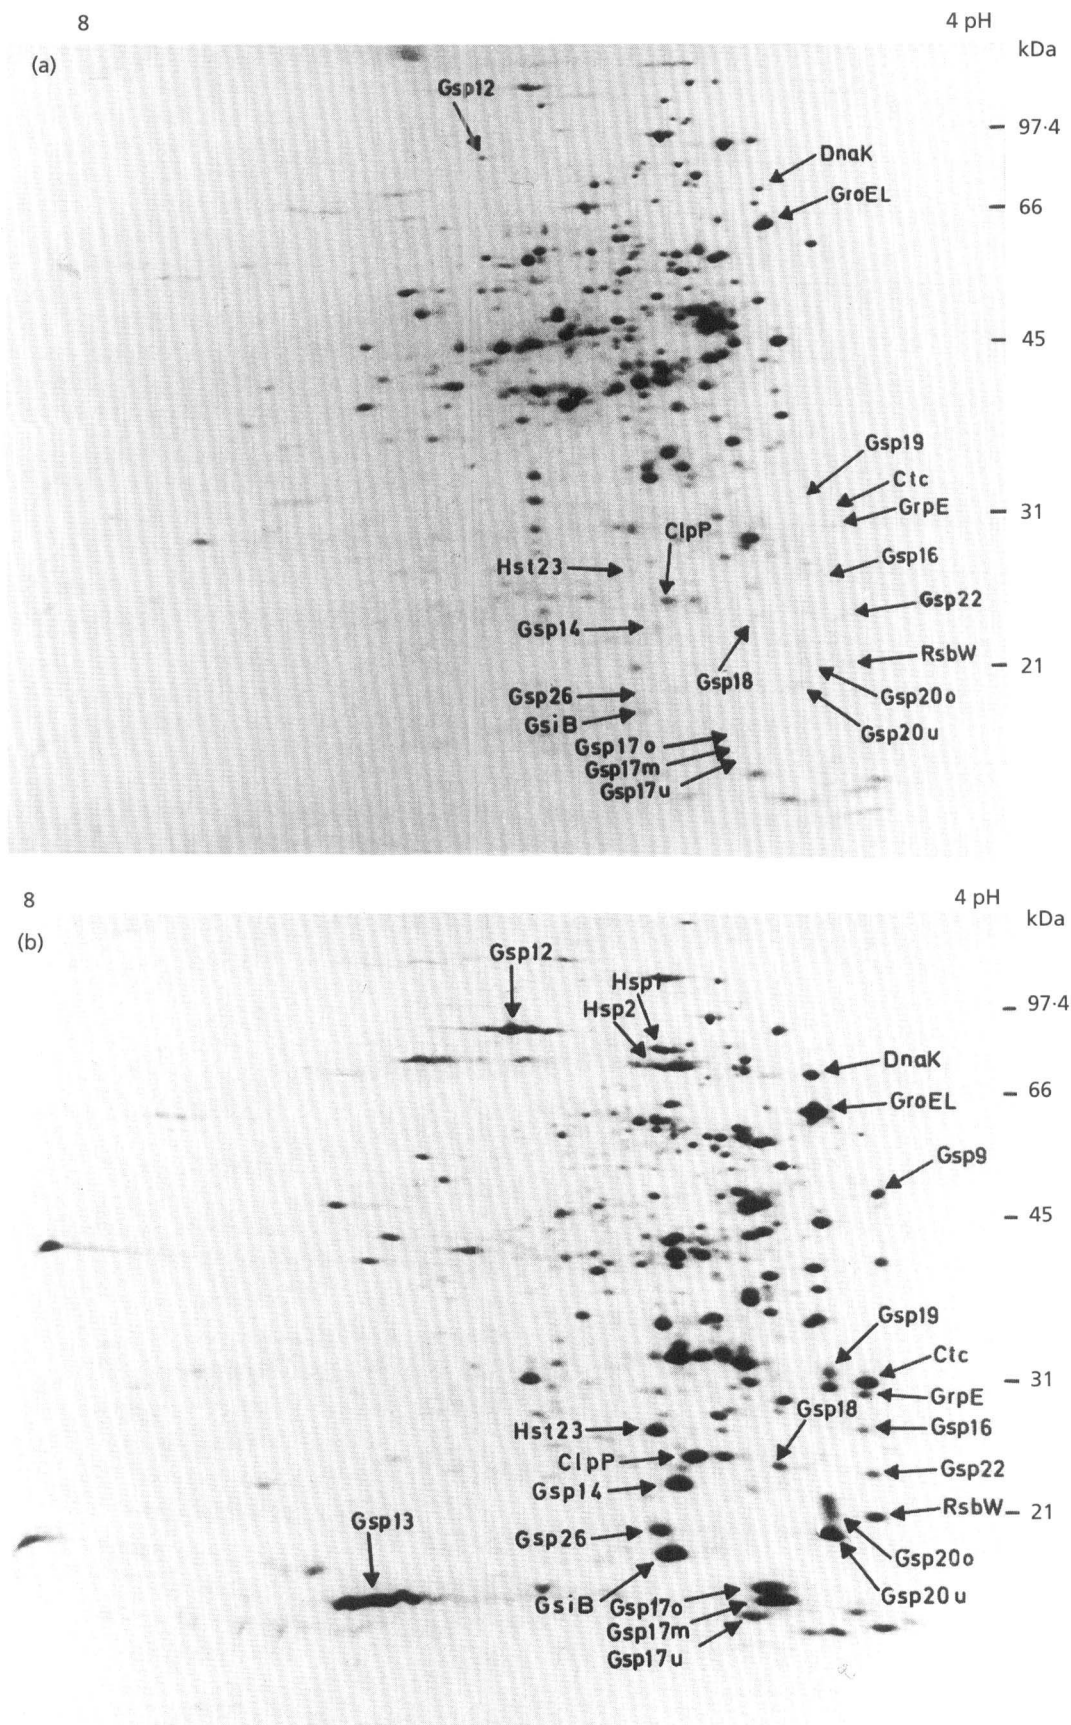 8 4 pH
kDa
(a)
Gsp12
97·4
DnaK
GroEL
66
45
Gsp19
Ctc
31
GrpE
ClpP
Hst23
Gsp16
Gsp22
Gsp14
RsbW
21
Gsp18
Gsp26
Gsp20o
GsiB
Gsp20u
Gsp17o
Gsp17m
Gsp17u
8 4 pH
kDa
(b)
Gsp12
Hsp1
Hsp2
97·4
DnaK
66
GroEL
Gsp9
45
Gsp19
Ctc
31
GrpE
Gsp18
Hst23
Gsp16
ClpP
Gsp22
Gsp14
RsbW
21
Gsp13
Gsp26
Gsp20o
Gsp20u
GsiB
Gsp17o
Gsp17m
Gsp17u